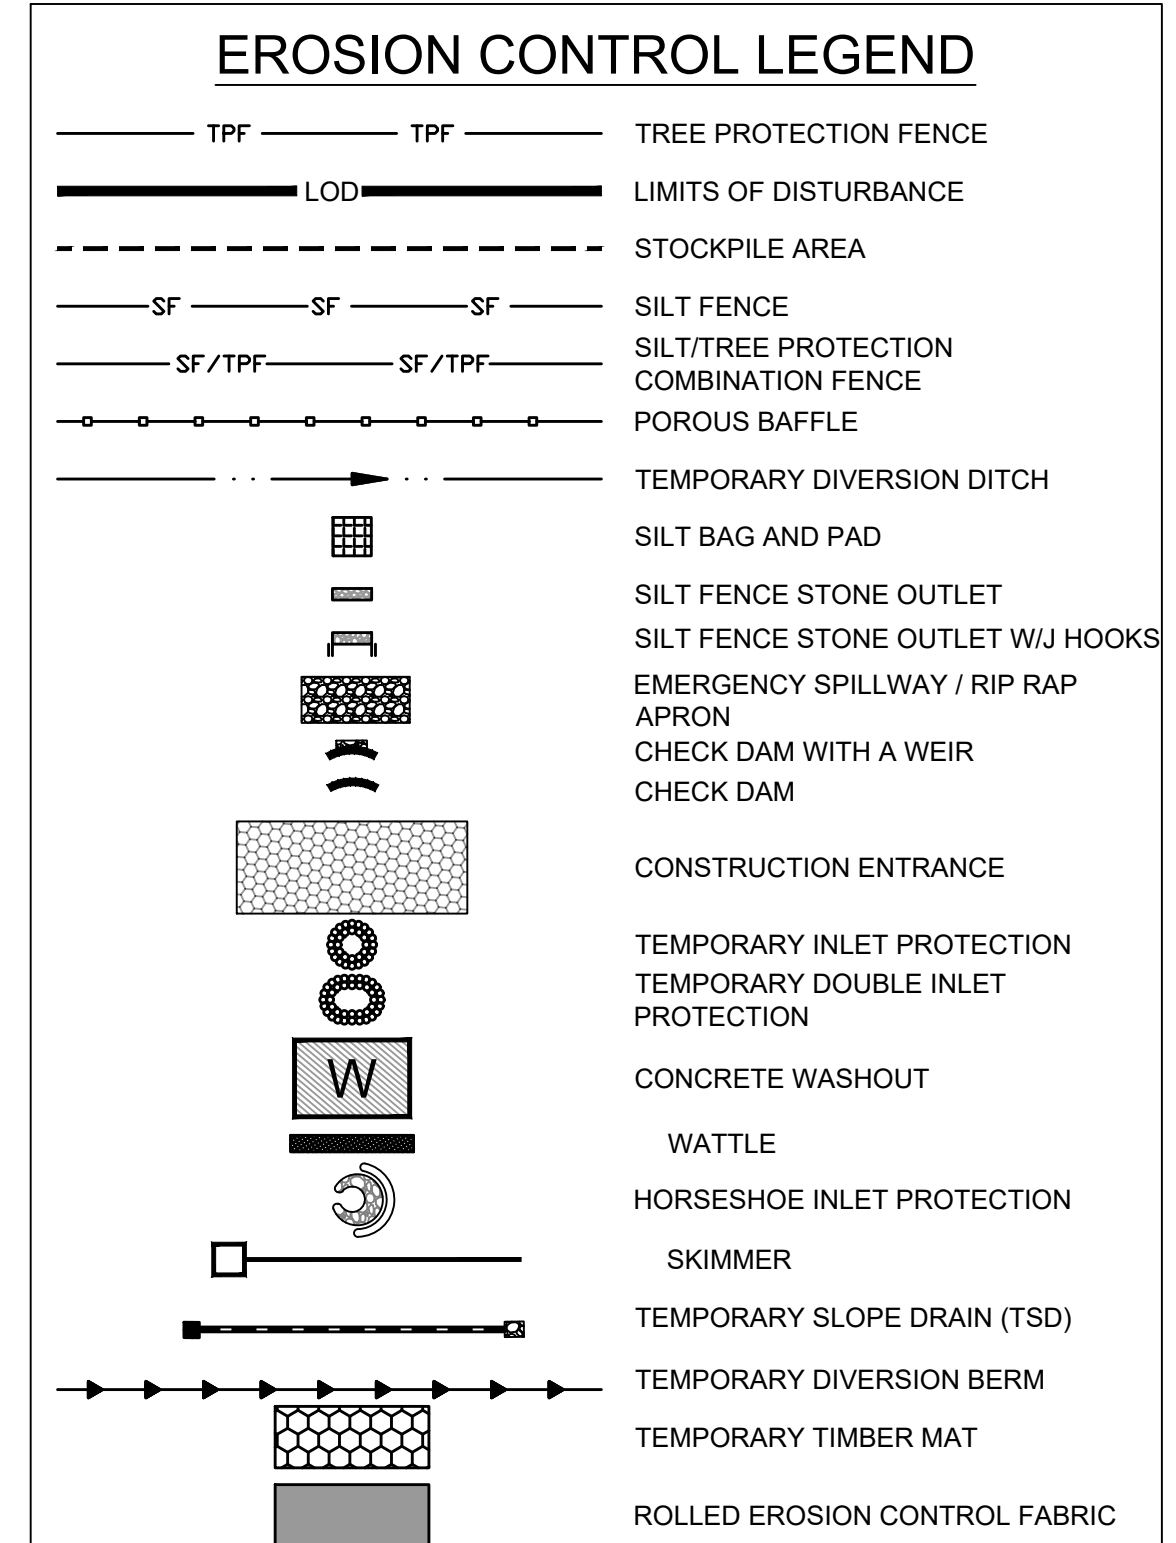 EROSION CONTROL LEGEND
TPF TPF TREE PROTECTION FENCE
LOD LIMITS OF DISTURBANCE
STOCKPILE AREA
SF SF SF SILT FENCE
SF/TPF SF/TPF SILT/TREE PROTECTION
COMBINATION FENCE
POROUS BAFFLE
TEMPORARY DIVERSION DITCH
SILT BAG AND PAD
SILT FENCE STONE OUTLET
SILT FENCE STONE OUTLET W/J HOOKS
EMERGENCY SPILLWAY / RIP RAP
APRON
CHECK DAM WITH A WEIR
CHECK DAM
CONSTRUCTION ENTRANCE
TEMPORARY INLET PROTECTION
TEMPORARY DOUBLE INLET
PROTECTION
W CONCRETE WASHOUT
WATTLE
HORSESHOE INLET PROTECTION
SKIMMER
TEMPORARY SLOPE DRAIN (TSD)
TEMPORARY DIVERSION BERM
TEMPORARY TIMBER MAT
ROLLED EROSION CONTROL FABRIC